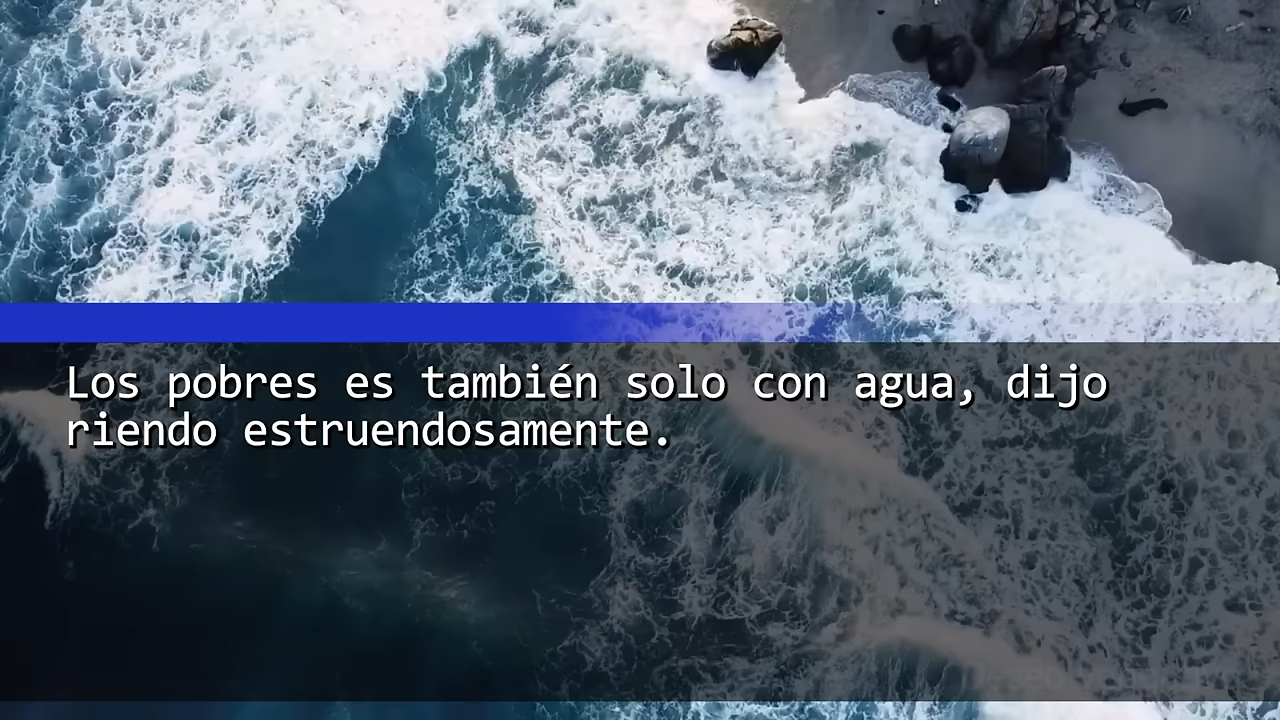 Los pobres es también solo con agua, dijo
riendo estruendosamente.